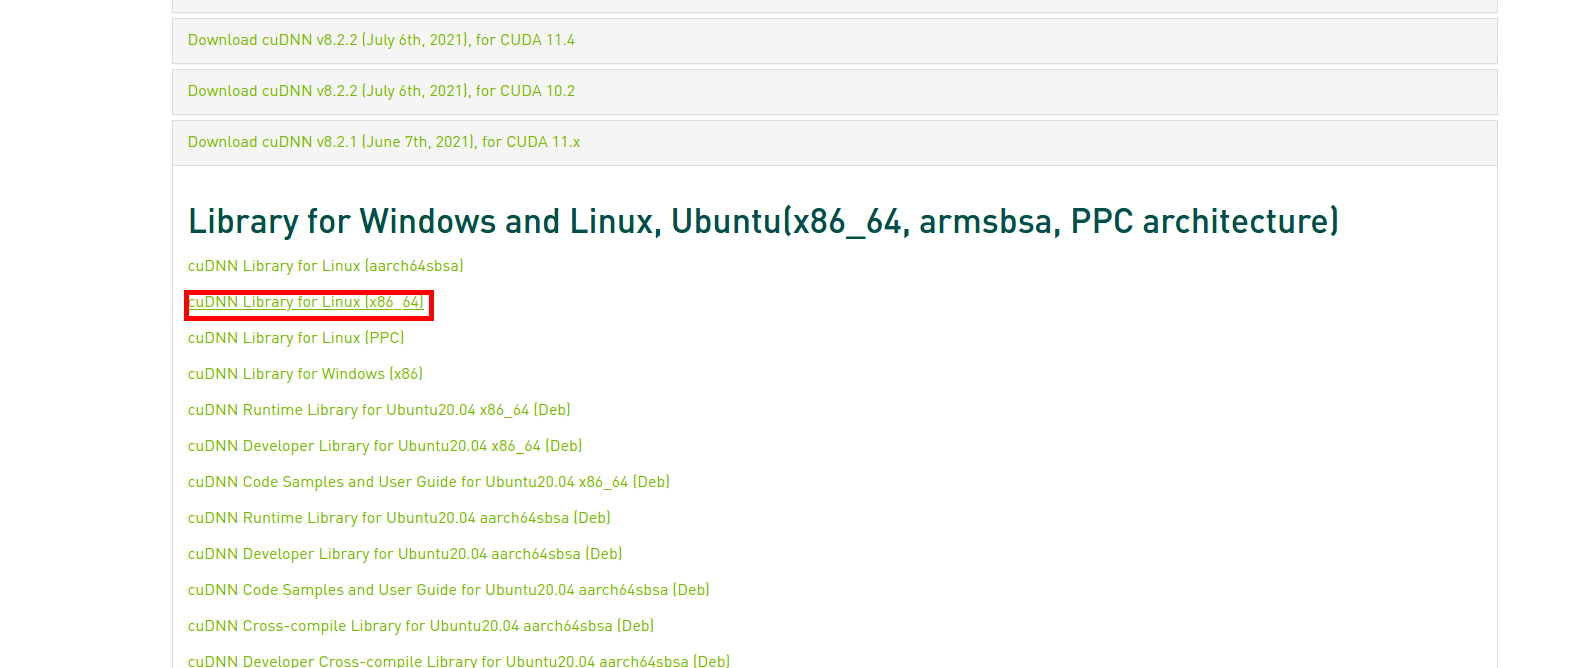 Download cuDNN v8.2.2 (July 6th, 2021), for CUDA 11.4
Download cuDNN v8.2.2 (July 6th, 2021), for CUDA 10.2
Download cuDNN v8.2.1 (June 7th, 2021), for CUDA 11.x
Library for Windows and Linux, Ubuntu(x86_64, armsbsa, PPC architecture)
cuDNN Library for Linux (aarch64sbsa)
cuDNN Library for Linux (x86_64)
cuDNN Library for Linux (PPC)
cuDNN Library for Windows (x86)
cuDNN Runtime Library for Ubuntu20.04 x86_64 (Deb)
cuDNN Developer Library for Ubuntu20.04 x86_64 (Deb)
cuDNN Code Samples and User Guide for Ubuntu20.04 x86_64 (Deb)
cuDNN Runtime Library for Ubuntu20.04 aarch64sbsa (Deb)
cuDNN Developer Library for Ubuntu20.04 aarch64sbsa (Deb)
cuDNN Code Samples and User Guide for Ubuntu20.04 aarch64sbsa (Deb)
cuDNN Cross-compile Library for Ubuntu20.04 aarch64sbsa (Deb)
cuDNN Developer Cross-compile Library for Ubuntu20.04 aarch64sbsa (Deb)